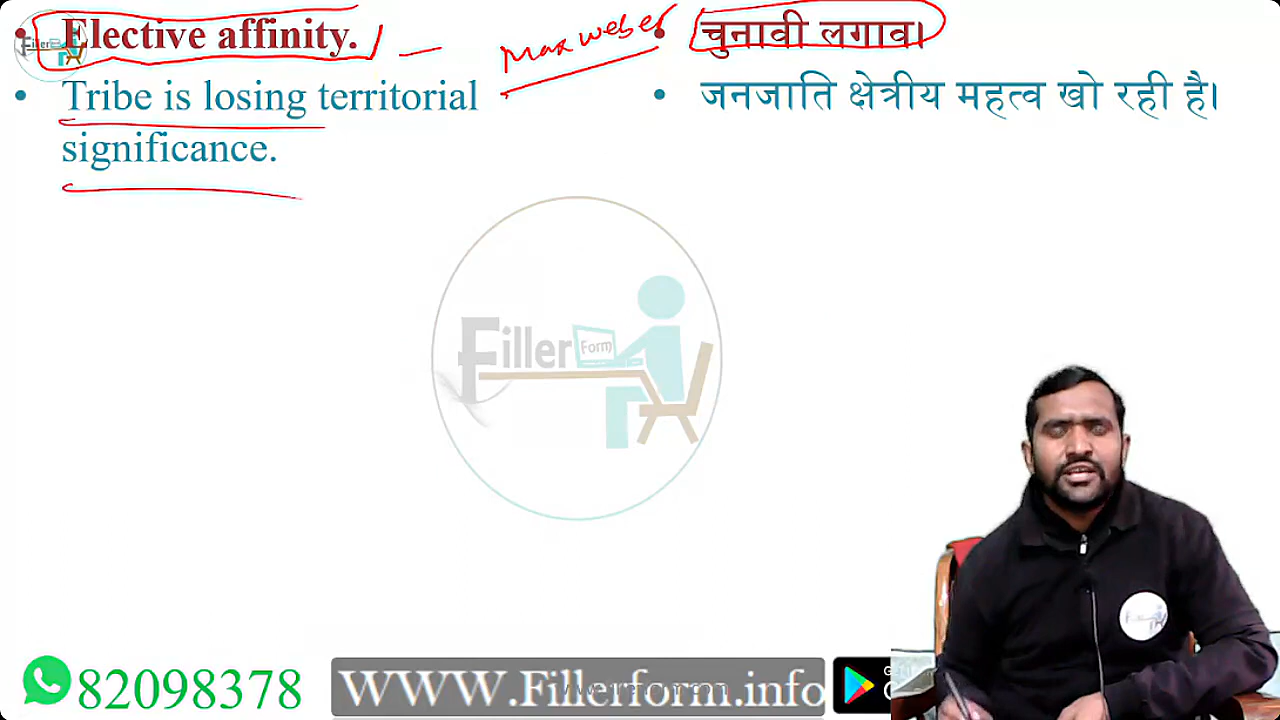 • Elective affinity. — Max weber
• चुनावी लगाव।
• Tribe is losing territorial
significance.
• जनजाति क्षेत्रीय महत्व खो रही है।
Filler Form
82098378
WWW.Fillerform.info